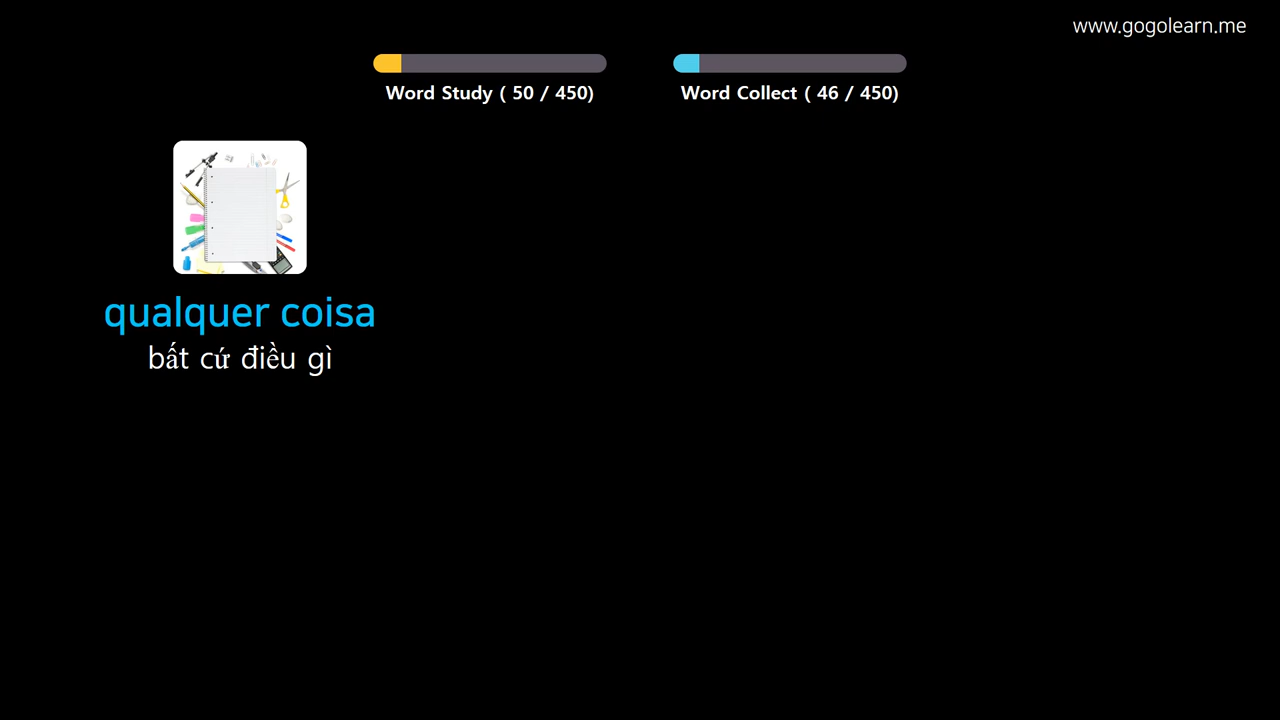 www.gogolearn.me
Word Study ( 50 / 450)
Word Collect ( 46 / 450)
qualquer coisa
bất cứ điều gì